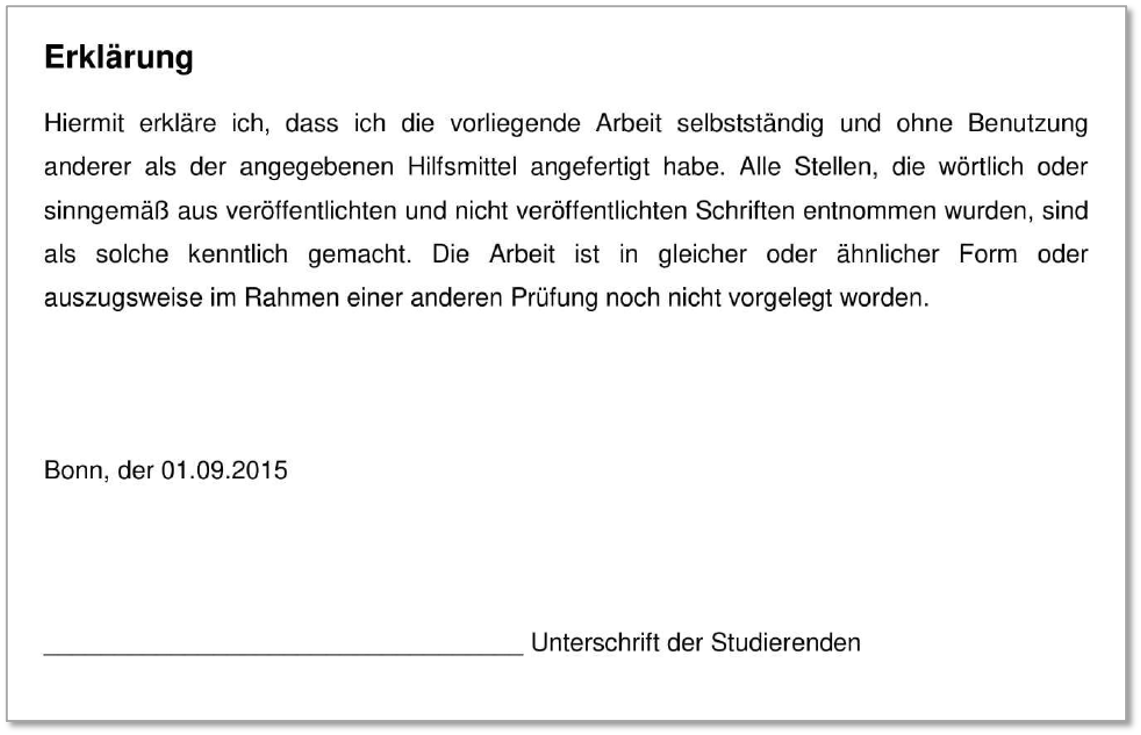 Erklärung
Hiermit erkläre ich, dass ich die vorliegende Arbeit selbstständig und ohne Benutzung
anderer als der angegebenen Hilfsmittel angefertigt habe. Alle Stellen, die wörtlich oder
sinngemäß aus veröffentlichten und nicht veröffentlichten Schriften entnommen wurden, sind
als solche kenntlich gemacht. Die Arbeit ist in gleicher oder ähnlicher Form oder
auszugsweise im Rahmen einer anderen Prüfung noch nicht vorgelegt worden.
Bonn, der 01.09.2015
___________________________________ Unterschrift der Studierenden